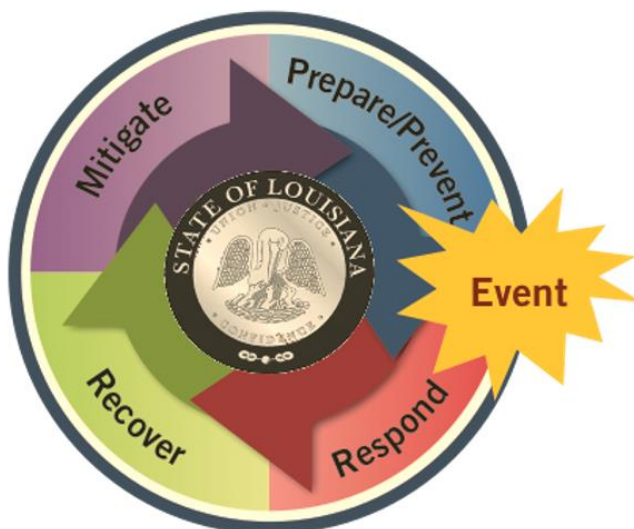 Mitigate
Prepare/Prevent
Event
Respond
Recover
STATE OF LOUISIANA
UNION · JUSTICE
CONFIDENCE